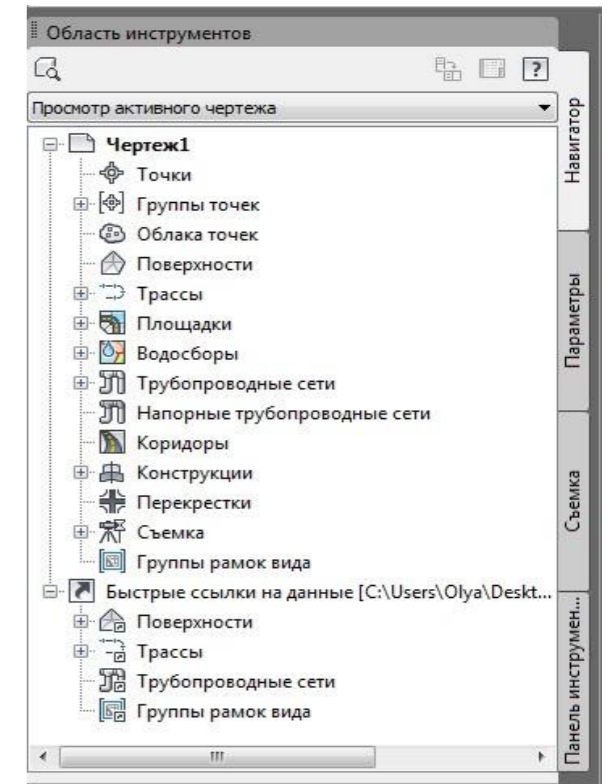 Область инструментов
?
Просмотр активного чертежа
Чертеж1
Точки
Группы точек
Облака точек
Поверхности
Трассы
Площадки
Водосборы
Трубопроводные сети
Напорные трубопроводные сети
Коридоры
Конструкции
Перекрестки
Съемка
Группы рамок вида
Быстрые ссылки на данные [C:\Users\Olya\Deskt...
Поверхности
Трассы
Трубопроводные сети
Группы рамок вида
Навигатор
Параметры
Съемка
Панель инструмен...